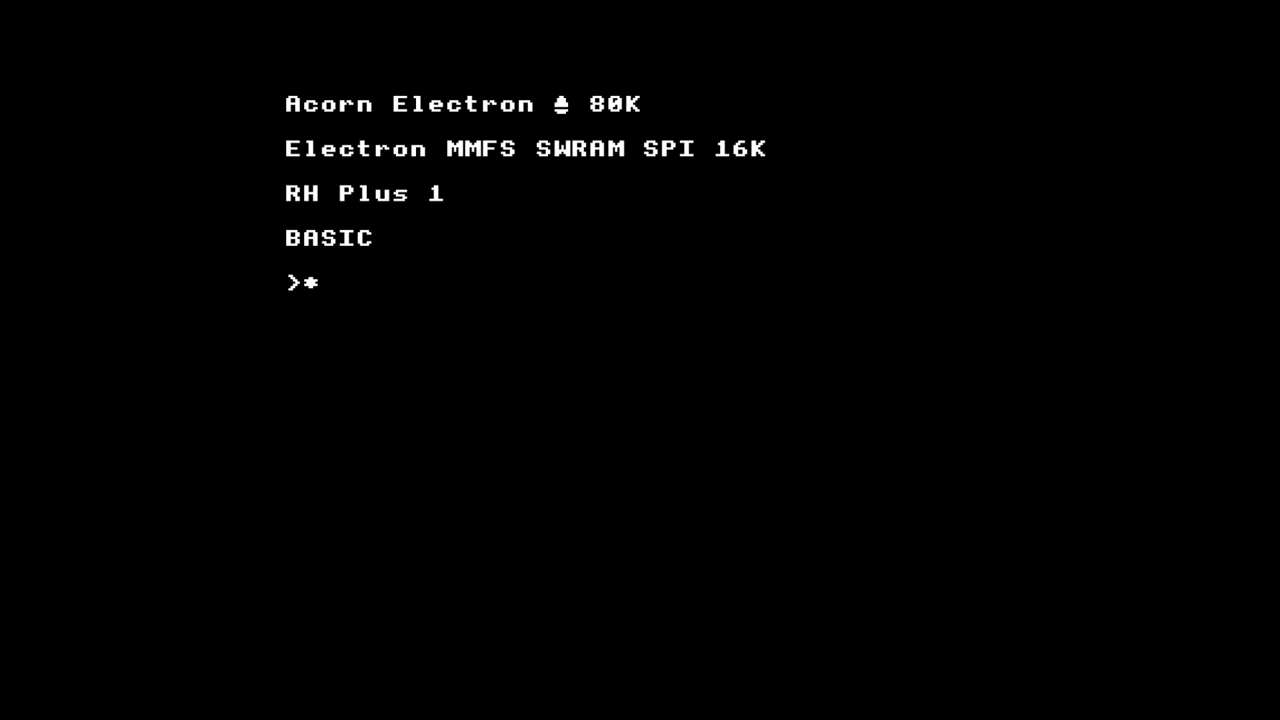 Acorn Electron 80K
Electron MMFS SWRAM SPI 16K
RH Plus 1
BASIC
>*